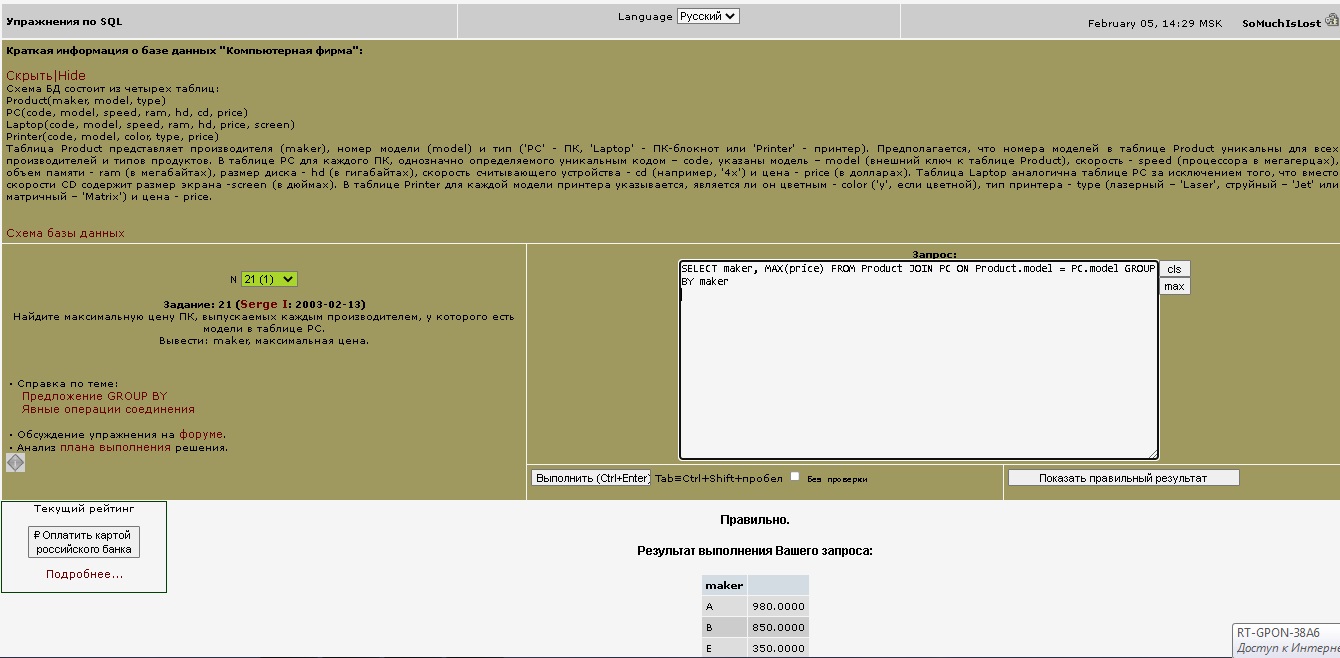 Упражнения по SQL
Language Русский
February 05, 14:29 MSK SoMuchIsLost
Краткая информация о базе данных "Компьютерная фирма":
Скрыть|Hide
Схема БД состоит из четырех таблиц:
Product(maker, model, type)
PC(code, model, speed, ram, hd, cd, price)
Laptop(code, model, speed, ram, hd, price, screen)
Printer(code, model, color, type, price)
Таблица Product представляет производителя (maker), номер модели (model) и тип ('PC' - ПК, 'Laptop' - ПК-блокнот или 'Printer' - принтер). Предполагается, что номера моделей в таблице Product уникальны для всех
производителей и типов продуктов. В таблице PC для каждого ПК, однозначно определяемого уникальным кодом – code, указаны модель – model (внешний ключ к таблице Product), скорость - speed (процессора в мегагерцах),
объем памяти - ram (в мегабайтах), размер диска - hd (в гигабайтах), скорость считывающего устройства - cd (например, '4x') и цена - price (в долларах). Таблица Laptop аналогична таблице РС за исключением того, что вместо
скорости CD содержит размер экрана -screen (в дюймах). В таблице Printer для каждой модели принтера указывается, является ли он цветным - color ('y', если цветной), тип принтера - type (лазерный – 'Laser', струйный – 'Jet' или
матричный – 'Matrix') и цена - price.
Схема базы данных
N 21 (1)
Задание: 21 (Serge I: 2003-02-13)
Найдите максимальную цену ПК, выпускаемых каждым производителем, у которого есть
модели в таблице PC.
Вывести: maker, максимальная цена.
• Справка по теме:
Предложение GROUP BY
Явные операции соединения
• Обсуждение упражнения на форуме.
• Анализ плана выполнения решения.
Запрос:
SELECT maker, MAX(price) FROM Product JOIN PC ON Product.model = PC.model GROUP
BY maker
cls
max
Выполнить (Ctrl+Enter) Tab≡Ctrl+Shift+пробел Без проверки
Показать правильный результат
Текущий рейтинг
₽ Оплатить картой
российского банка
Подробнее...
Правильно.
Результат выполнения Вашего запроса:
maker
A 980.0000
B 850.0000
E 350.0000
RT-GPON-38A6
Доступ к Интерне